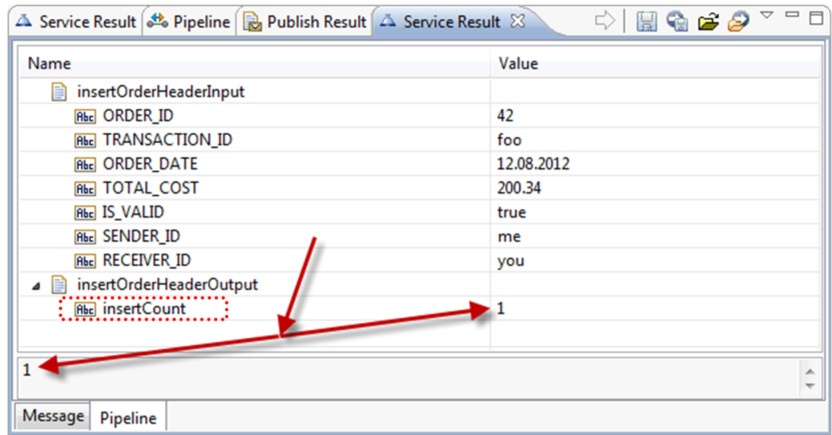 Service Result Pipeline Publish Result Service Result
Name Value
insertOrderHeaderInput
Abc ORDER_ID 42
Abc TRANSACTION_ID foo
Abc ORDER_DATE 12.08.2012
Abc TOTAL_COST 200.34
Abc IS_VALID true
Abc SENDER_ID me
Abc RECEIVER_ID you
insertOrderHeaderOutput
Abc insertCount 1
1
Message Pipeline